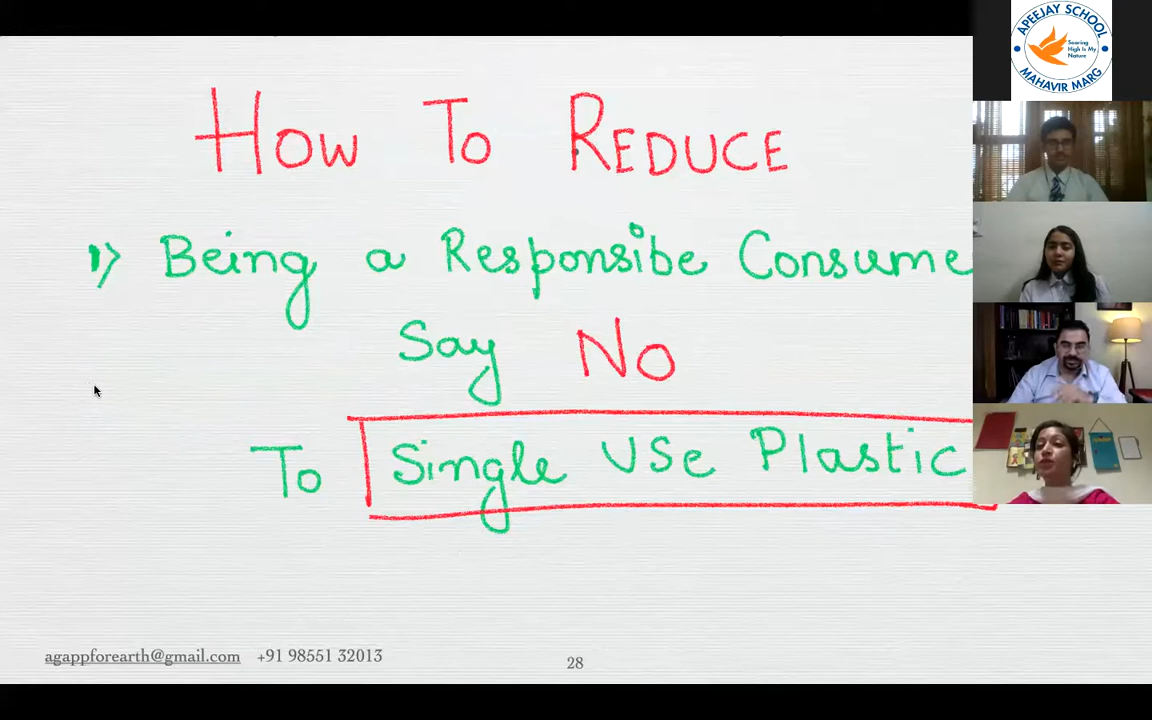 How To REDUCE
1) Being a Responsibe Consume
Say No
To Single Use Plastic
agappforearth@gmail.com +91 98551 32013
28
APEEJAY SCHOOL
Soaring
High Is My
Nature
MAHAVIR MARG